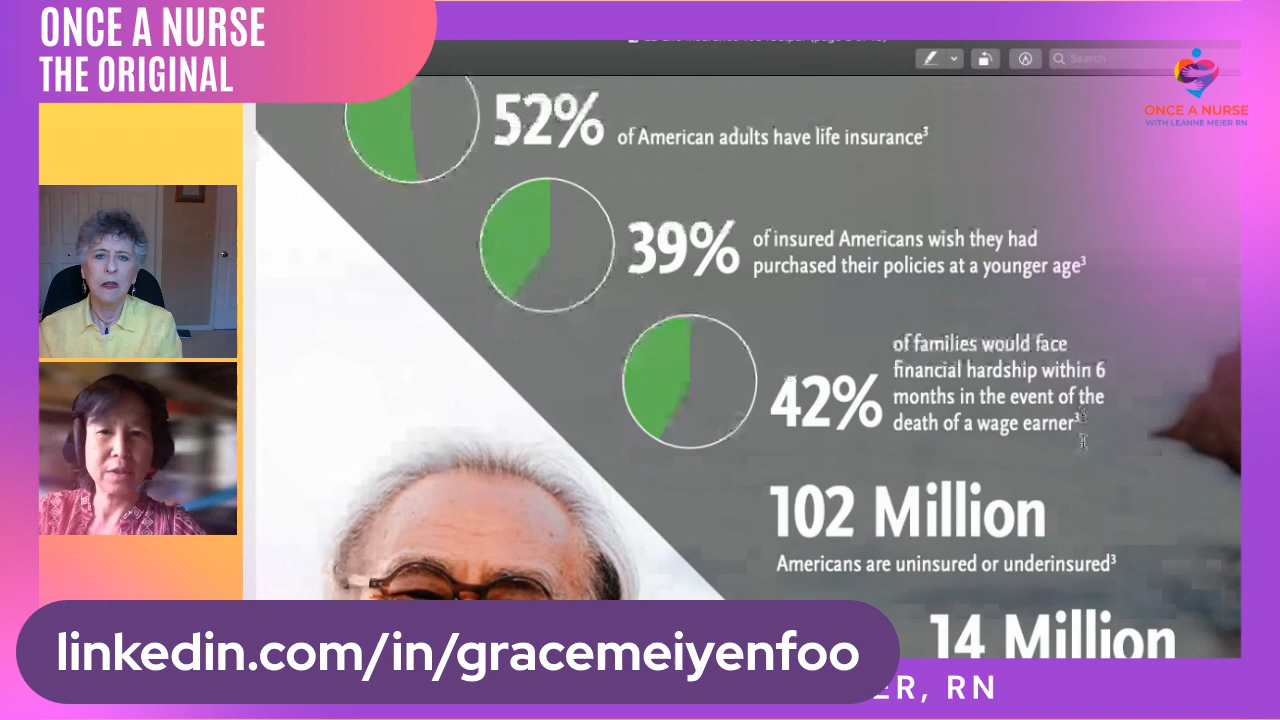 ONCE A NURSE
THE ORIGINAL
Search
ONCE A NURSE
WITH LEANNE MEIER RN
52% of American adults have life insurance³
39% of insured Americans wish they had
purchased their policies at a younger age³
42% of families would face
financial hardship within 6
months in the event of the
death of a wage earner³
102 Million
Americans are uninsured or underinsured³
14 Million
linkedin.com/in/gracemeiyenfoo
RN